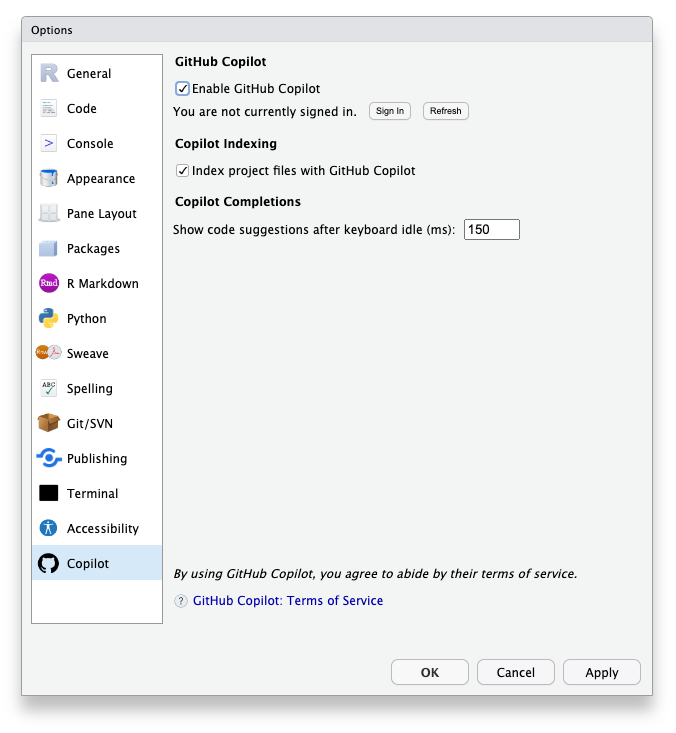 Options
General
Code
Console
Appearance
Pane Layout
Packages
Rmd R Markdown
Python
Sweave
ABC Spelling
Git/SVN
Publishing
Terminal
Accessibility
Copilot
GitHub Copilot
Enable GitHub Copilot
You are not currently signed in. Sign In Refresh
Copilot Indexing
Index project files with GitHub Copilot
Copilot Completions
Show code suggestions after keyboard idle (ms): 150
By using GitHub Copilot, you agree to abide by their terms of service.
? GitHub Copilot: Terms of Service
OK Cancel Apply